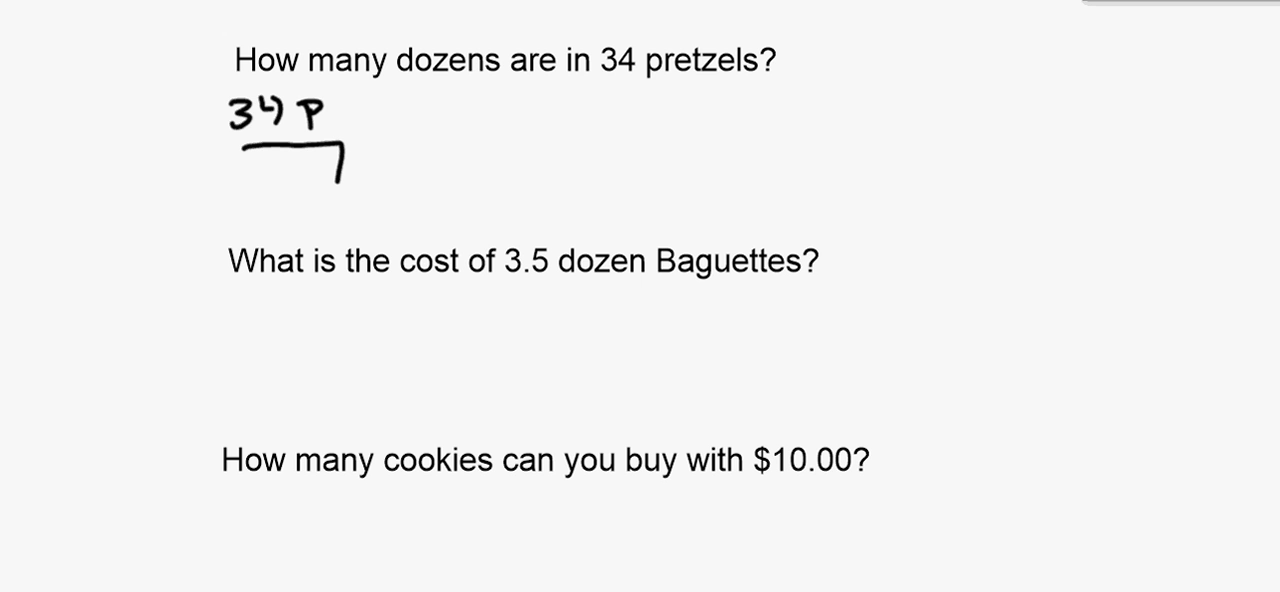 How many dozens are in 34 pretzels?
34 P
What is the cost of 3.5 dozen Baguettes?
How many cookies can you buy with $10.00?